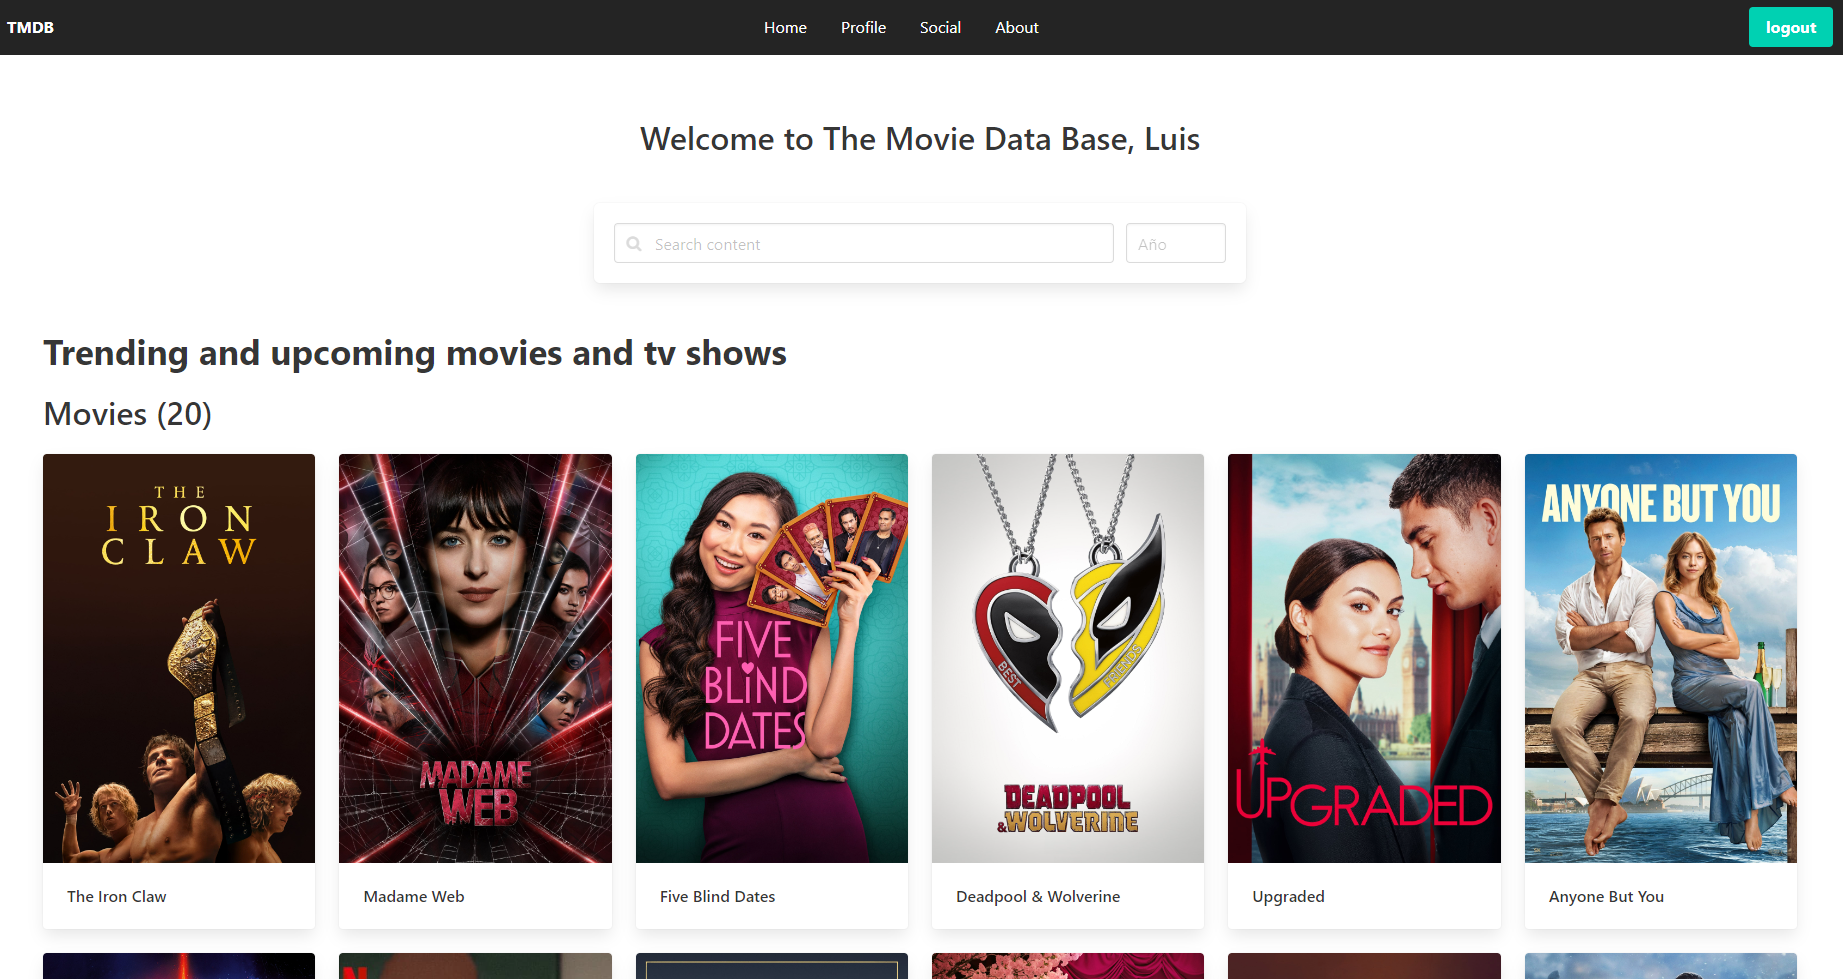 TMDB
Home Profile Social About
logout
Welcome to The Movie Data Base, Luis
Search content
Año
Trending and upcoming movies and tv shows
Movies (20)
THE
IRON
CLAW
MADAME
WEB
FIVE
BLIND
DATES
BEST
FRIENDS
DEADPOOL
& WOLVERINE
UPGRADED
ANYONE BUT YOU
The Iron Claw
Madame Web
Five Blind Dates
Deadpool & Wolverine
Upgraded
Anyone But You
N